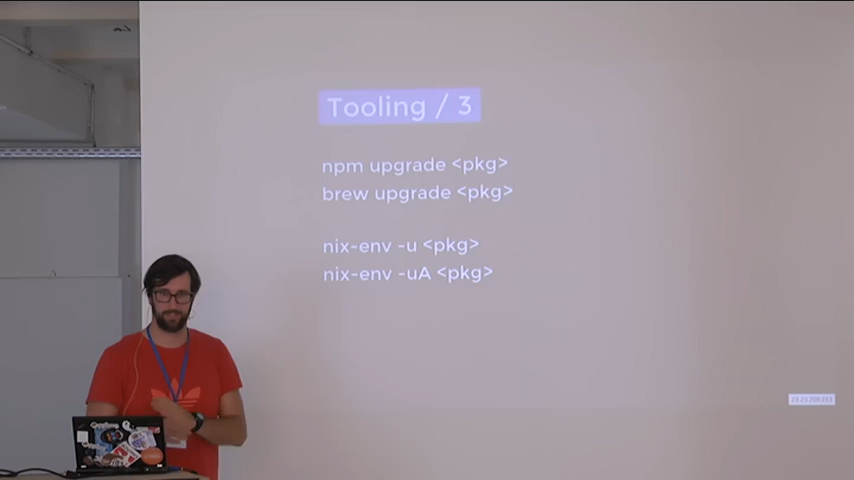 Tooling / 3
npm upgrade <pkg>
brew upgrade <pkg>
nix-env -u <pkg>
nix-env -uA <pkg>